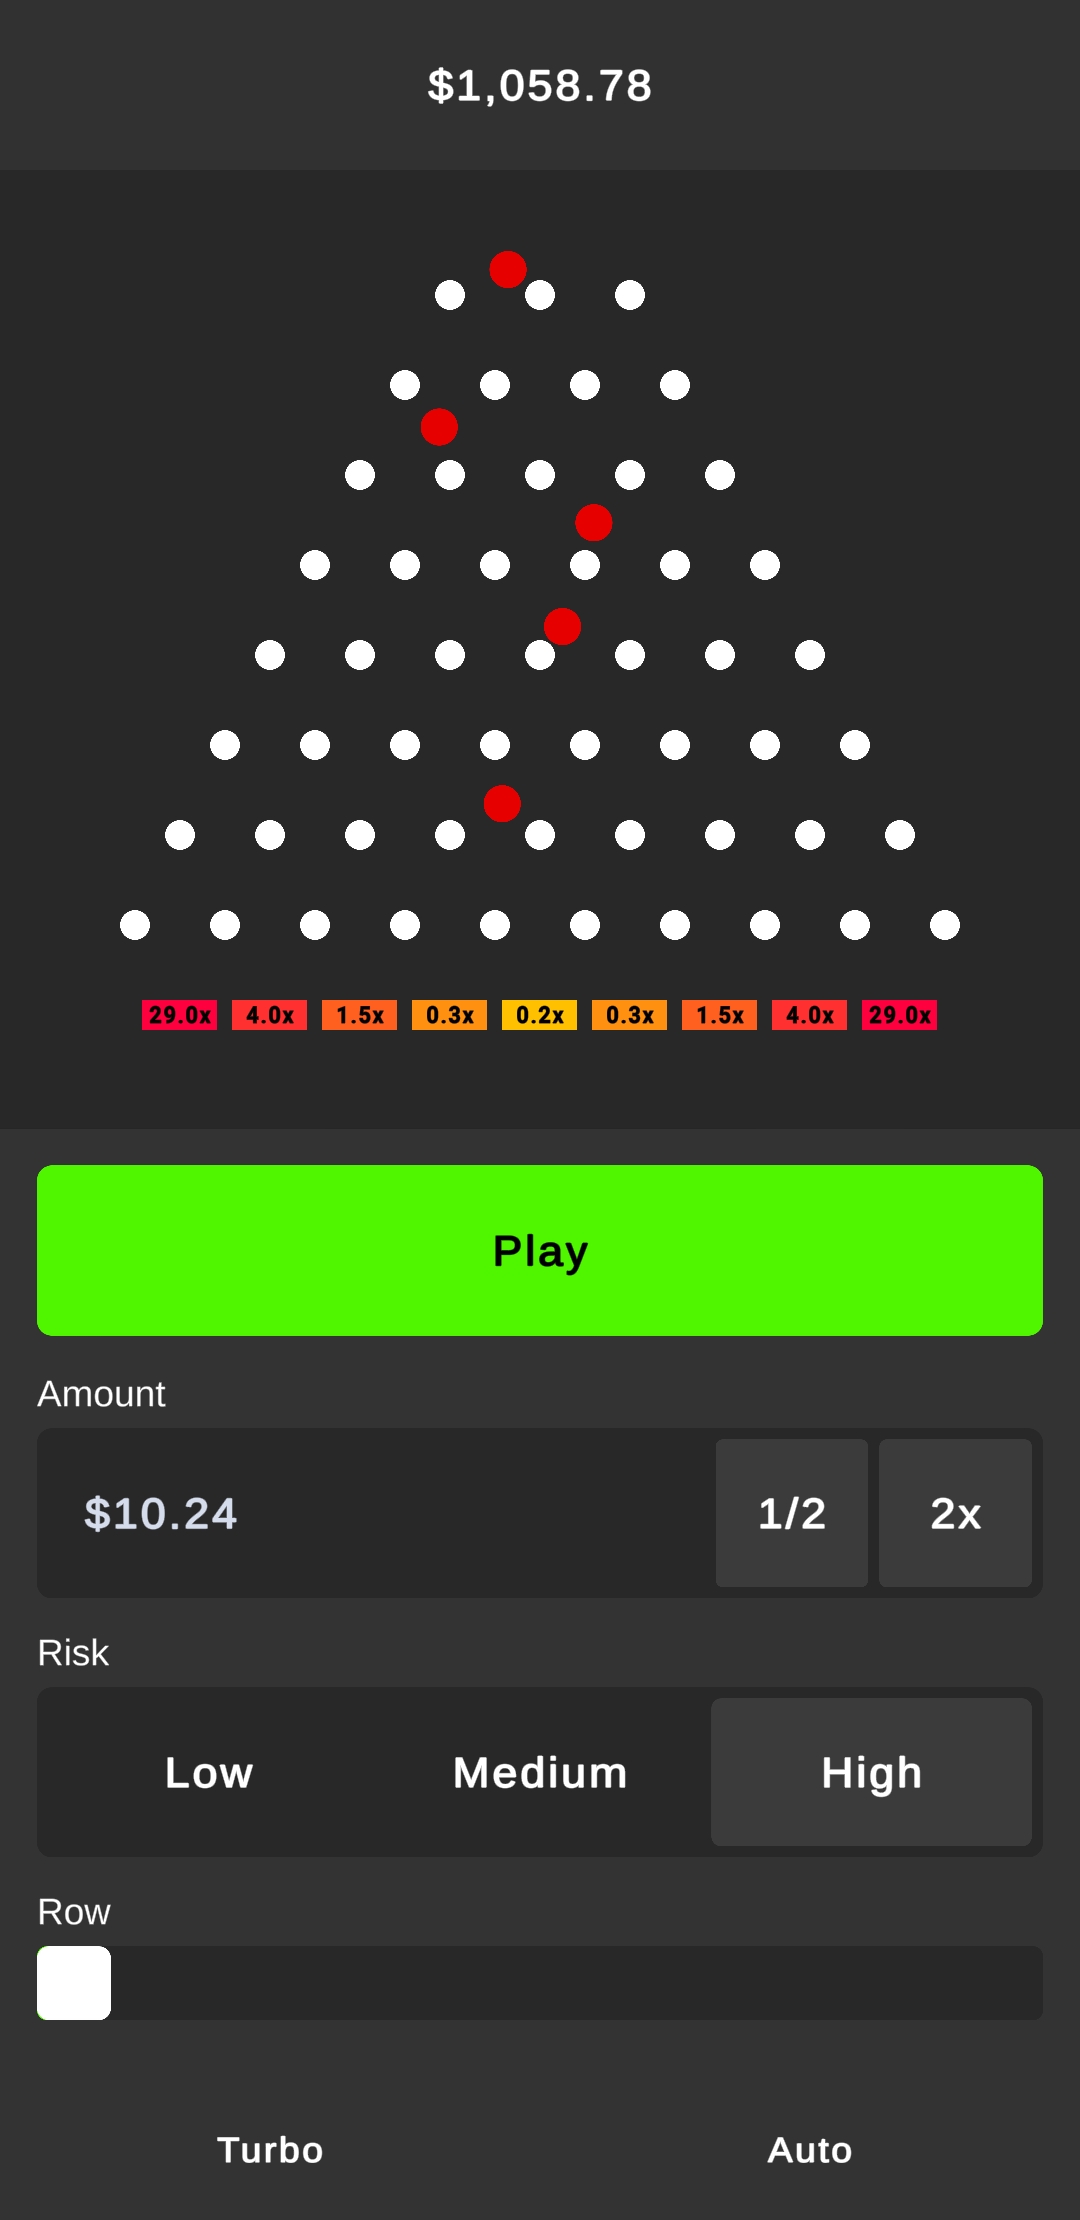 $1,058.78
29.0x 4.0x 1.5x 0.3x 0.2x 0.3x 1.5x 4.0x 29.0x
Play
Amount
$10.24 1/2 2x
Risk
Low Medium High
Row
Turbo Auto